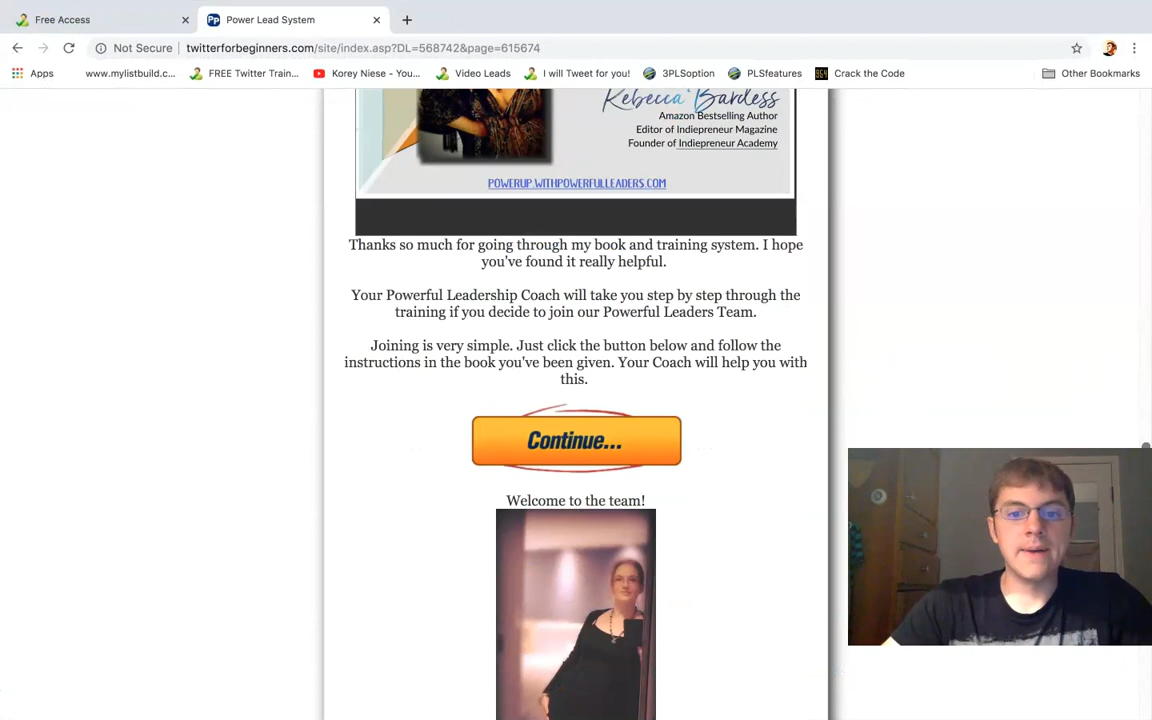 Free Access
Power Lead System
Not Secure
twitterforbeginners.com/site/index.asp?DL=568742&page=615674
Apps
www.mylistbuild.c...
FREE Twitter Train...
Korey Niese - You...
Video Leads
I will Tweet for you!
3PLSoption
PLSfeatures
Crack the Code
Other Bookmarks
Rebecca Bardess
Amazon Bestselling Author
Editor of Indiepreneur Magazine
Founder of Indiepreneur Academy
POWERUP.WITHPOWERFULLEADERS.COM
Thanks so much for going through my book and training system. I hope
you've found it really helpful.
Your Powerful Leadership Coach will take you step by step through the
training if you decide to join our Powerful Leaders Team.
Joining is very simple. Just click the button below and follow the
instructions in the book you've been given. Your Coach will help you with
this.
Continue...
Welcome to the team!